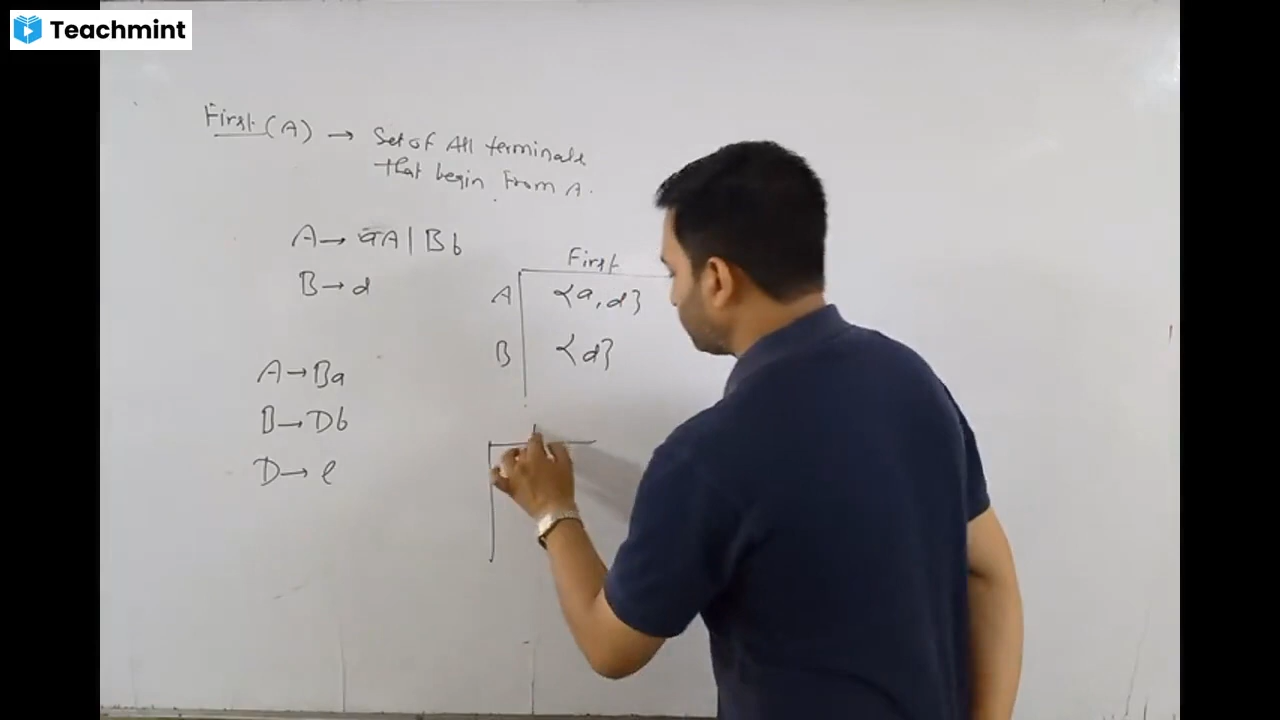 Teachmint
First (A) → Set of All terminals
that begin From A.
A → aA | Bb
B → d
First
A {a, d}
B {d}
A → Ba
B → Db
D → e